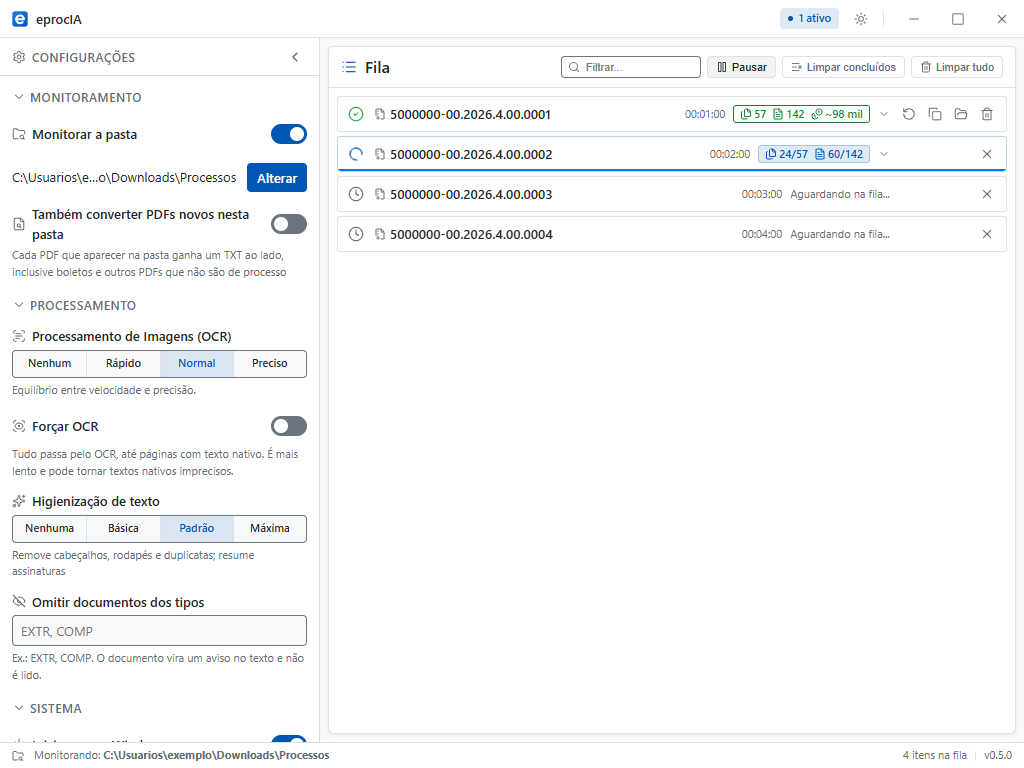 eprocIA
1 ativo
CONFIGURAÇÕES
MONITORAMENTO
Monitorar a pasta
C:\Usuarios\e...o\Downloads\Processos
Alterar
Também converter PDFs novos nesta
pasta
Cada PDF que aparecer na pasta ganha um TXT ao lado,
inclusive boletos e outros PDFs que não são de processo
PROCESSAMENTO
Processamento de Imagens (OCR)
Nenhum Rápido Normal Preciso
Equilíbrio entre velocidade e precisão.
Forçar OCR
Tudo passa pelo OCR, até páginas com texto nativo. É mais
lento e pode tornar textos nativos imprecisos.
Higienização de texto
Nenhuma Básica Padrão Máxima
Remove cabeçalhos, rodapés e duplicatas; resume
assinaturas
Omitir documentos dos tipos
EXTR, COMP
Ex.: EXTR, COMP. O documento vira um aviso no texto e não
é lido.
SISTEMA
Fila
Filtrar...
Pausar
Limpar concluídos
Limpar tudo
5000000-00.2026.4.00.0001 00:01:00 57 142 ~98 mil
5000000-00.2026.4.00.0002 00:02:00 24/57 60/142
5000000-00.2026.4.00.0003 00:03:00 Aguardando na fila...
5000000-00.2026.4.00.0004 00:04:00 Aguardando na fila...
Monitorando: C:\Usuarios\exemplo\Downloads\Processos
4 itens na fila
v0.5.0